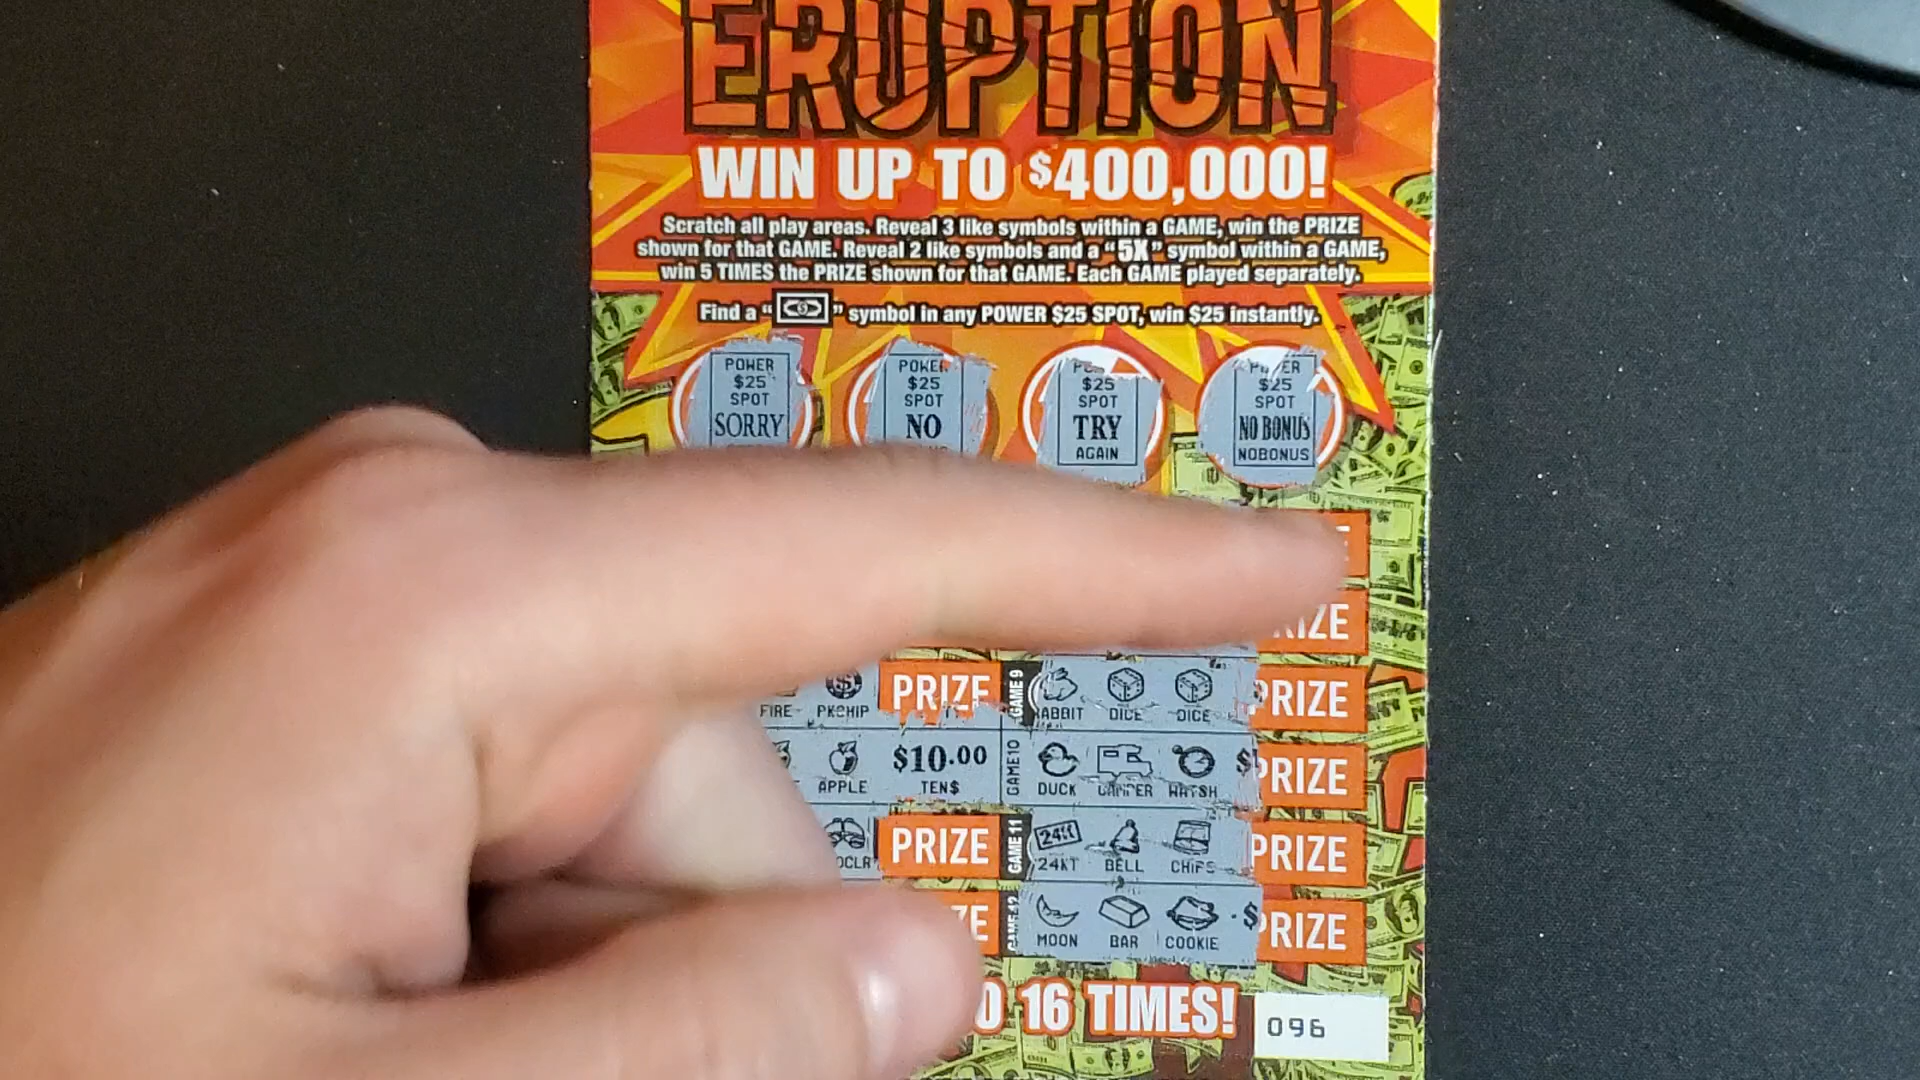 ERUPTION
WIN UP TO $400,000!
Scratch all play areas. Reveal 3 like symbols within a GAME, win the PRIZE
shown for that GAME. Reveal 2 like symbols and a "5X" symbol within a GAME,
win 5 TIMES the PRIZE shown for that GAME. Each GAME played separately.
Find a " " symbol in any POWER $25 SPOT, win $25 instantly.
POWER $25 SPOT SORRY
POWER $25 SPOT NO
$25 SPOT TRY AGAIN
POWER $25 SPOT NO BONUS NOBONUS
PRIZE
FIRE PKCHIP PRIZE GAME 9 RABBIT DICE DICE PRIZE
APPLE $10.00 TEN$ GAME 10 DUCK CAMPER WATSH PRIZE
PRIZE GAME 11 24KT 24KT BELL CHIPS PRIZE
GAME 12 MOON BAR COOKIE PRIZE
16 TIMES!
096